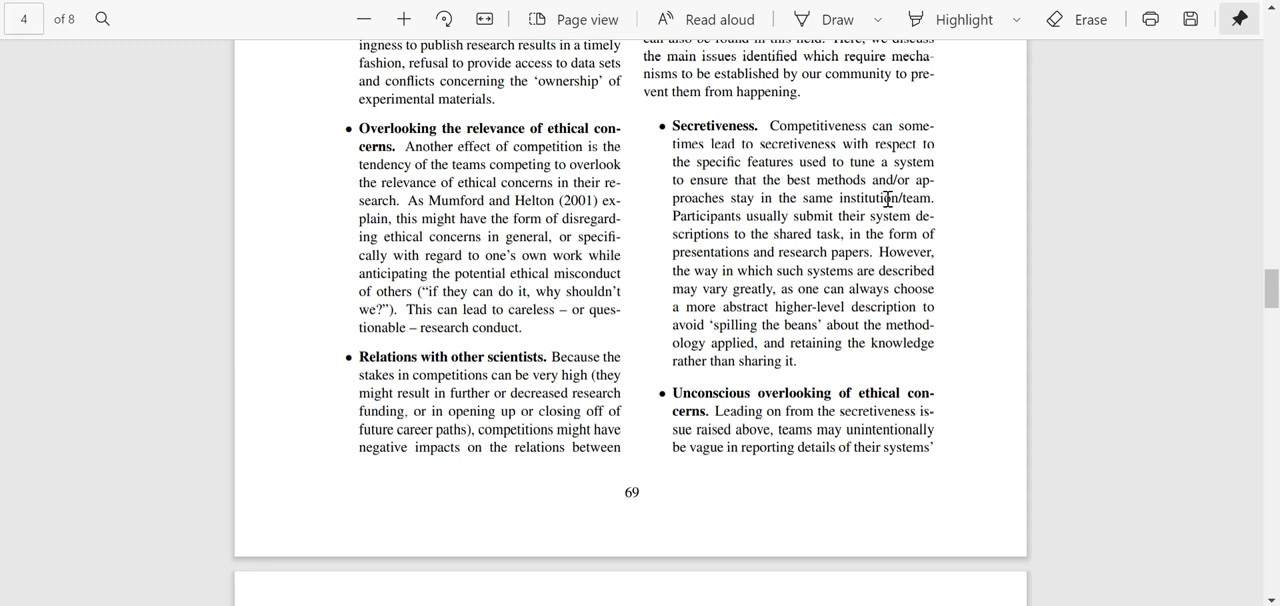 4 of 8 Page view Read aloud Draw Highlight Erase
ingness to publish research results in a timely
fashion, refusal to provide access to data sets
and conflicts concerning the ‘ownership’ of
experimental materials.
• Overlooking the relevance of ethical con-
cerns. Another effect of competition is the
tendency of the teams competing to overlook
the relevance of ethical concerns in their re-
search. As Mumford and Helton (2001) ex-
plain, this might have the form of disregard-
ing ethical concerns in general, or specifi-
cally with regard to one’s own work while
anticipating the potential ethical misconduct
of others (“if they can do it, why shouldn’t
we?”). This can lead to careless – or ques-
tionable – research conduct.
• Relations with other scientists. Because the
stakes in competitions can be very high (they
might result in further or decreased research
funding, or in opening up or closing off of
future career paths), competitions might have
negative impacts on the relations between
can also be found in this field. Here, we discuss
the main issues identified which require mecha-
nisms to be established by our community to pre-
vent them from happening.
• Secretiveness. Competitiveness can some-
times lead to secretiveness with respect to
the specific features used to tune a system
to ensure that the best methods and/or ap-
proaches stay in the same institution/team.
Participants usually submit their system de-
scriptions to the shared task, in the form of
presentations and research papers. However,
the way in which such systems are described
may vary greatly, as one can always choose
a more abstract higher-level description to
avoid ‘spilling the beans’ about the method-
ology applied, and retaining the knowledge
rather than sharing it.
• Unconscious overlooking of ethical con-
cerns. Leading on from the secretiveness is-
sue raised above, teams may unintentionally
be vague in reporting details of their systems’
69